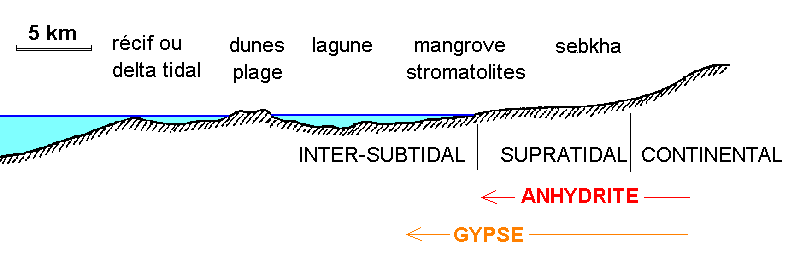 5 km
récif ou
delta tidal
dunes
plage
lagune
mangrove
stromatolites
sebkha
INTER-SUBTIDAL
SUPRATIDAL
CONTINENTAL
ANHYDRITE
GYPSE